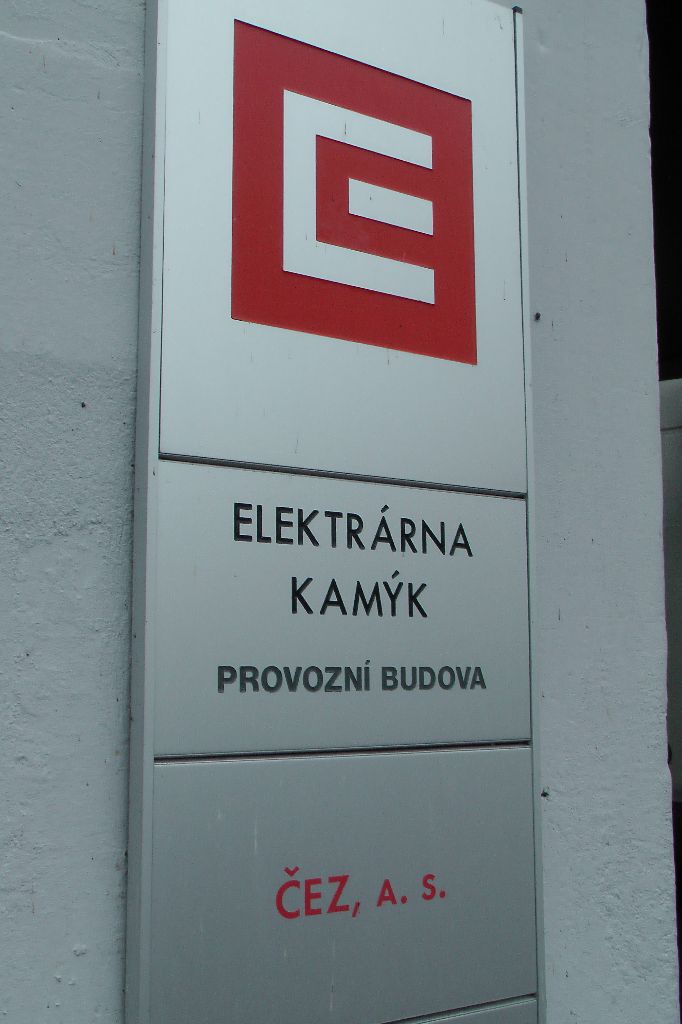 ELEKTRÁRNA
KAMÝK
PROVOZNÍ BUDOVA
ČEZ, A. S.